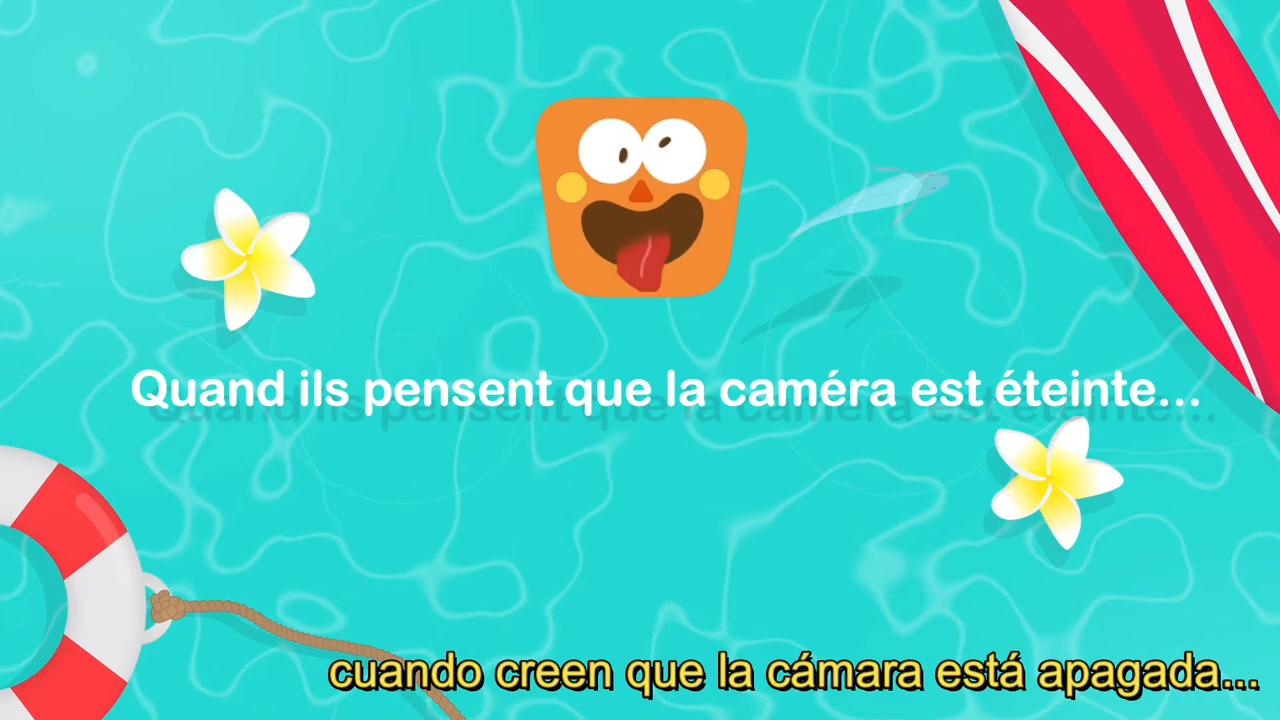 Quand ils pensent que la caméra est éteinte...
cuando creen que la cámara está apagada...